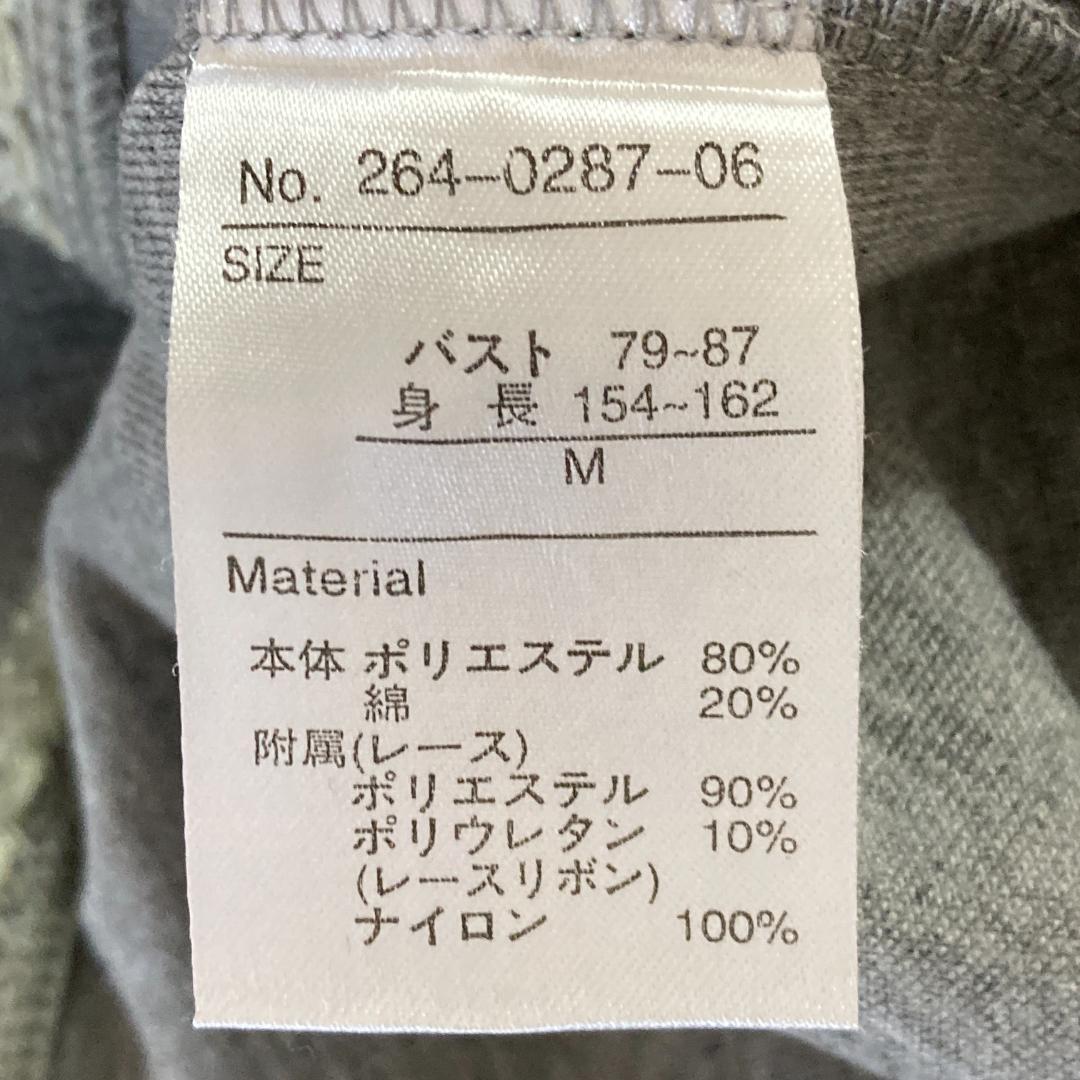 No. 264-0287-06
SIZE
バスト 79~87
身 長 154~162
M
Material
本体 ポリエステル 80%
綿 20%
附属(レース)
ポリエステル 90%
ポリウレタン 10%
(レースリボン)
ナイロン 100%